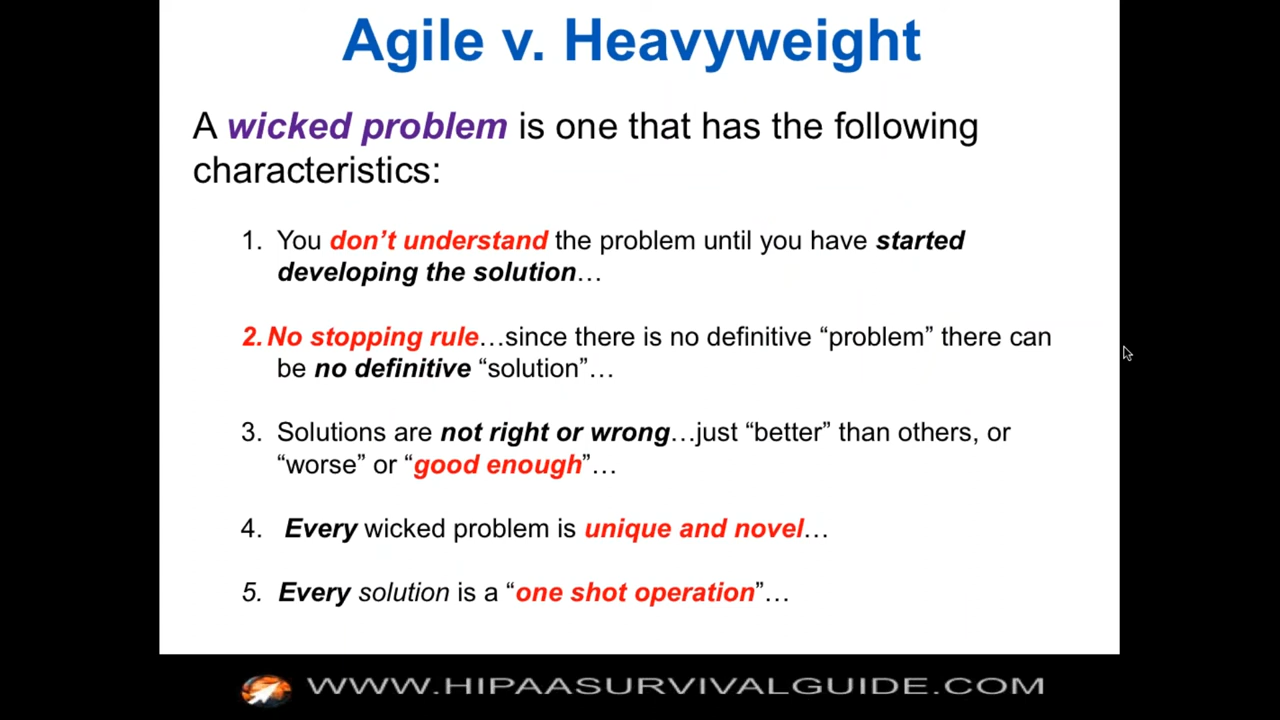 Agile v. Heavyweight
A wicked problem is one that has the following
characteristics:
1. You don’t understand the problem until you have started
developing the solution…
2. No stopping rule…since there is no definitive “problem” there can
be no definitive “solution”…
3. Solutions are not right or wrong…just “better” than others, or
“worse” or “good enough”…
4. Every wicked problem is unique and novel…
5. Every solution is a “one shot operation”…
WWW.HIPAASURVIVALGUIDE.COM